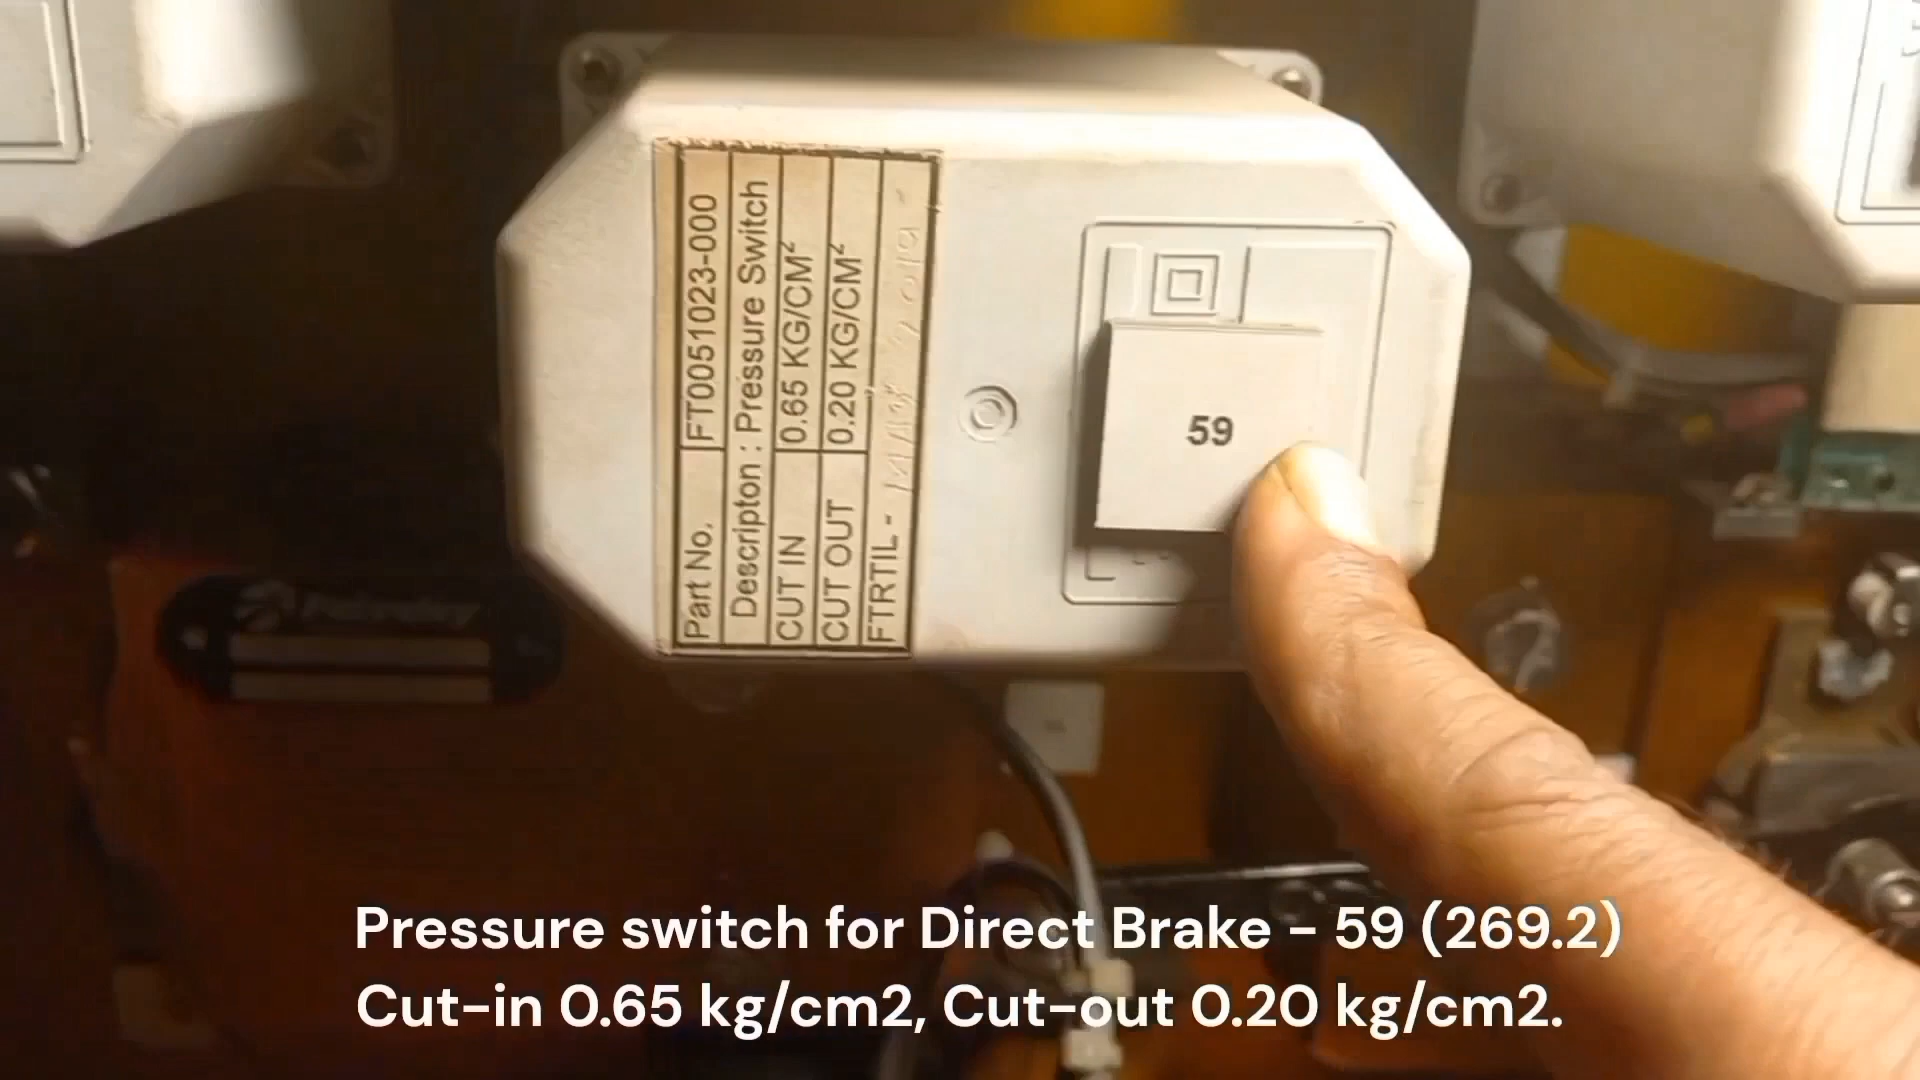 Part No. FT0051023-000
Descripton : Pressure Switch
CUT IN 0.65 KG/CM²
CUT OUT 0.20 KG/CM²
FTRTIL - MAR 2019 -
59
Pressure switch for Direct Brake - 59 (269.2)
Cut-in 0.65 kg/cm2, Cut-out 0.20 kg/cm2.